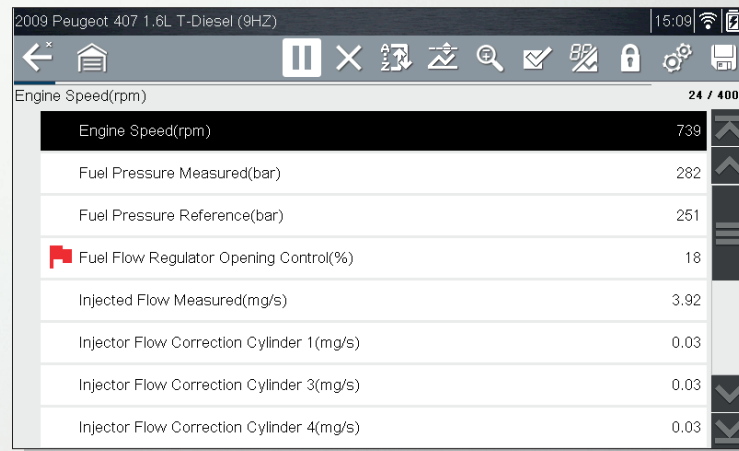 2009 Peugeot 407 1.6L T-Diesel (9HZ) 15:09
Engine Speed(rpm) 24 / 400
Engine Speed(rpm) 739
Fuel Pressure Measured(bar) 282
Fuel Pressure Reference(bar) 251
Fuel Flow Regulator Opening Control(%) 18
Injected Flow Measured(mg/s) 3.92
Injector Flow Correction Cylinder 1(mg/s) 0.03
Injector Flow Correction Cylinder 3(mg/s) 0.03
Injector Flow Correction Cylinder 4(mg/s) 0.03